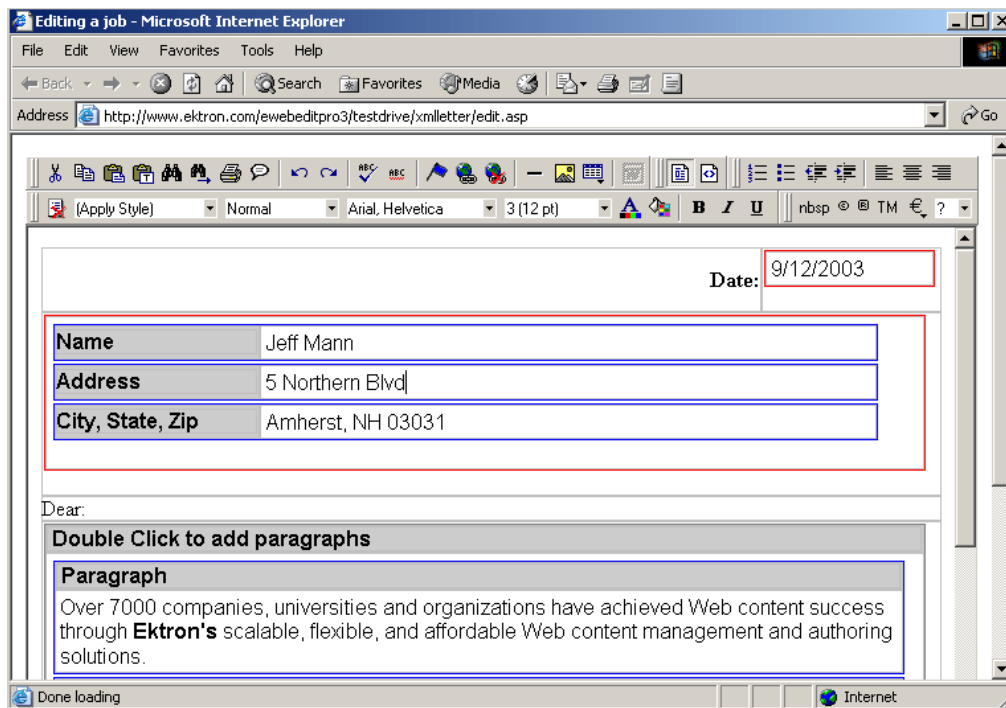 Editing a job - Microsoft Internet Explorer
File Edit View Favorites Tools Help
Back Search Favorites Media
Address http://www.ektron.com/ewebeditpro3/testdrive/xmlletter/edit.asp Go
ABC ABC
(Apply Style) Normal Arial, Helvetica 3 (12 pt) A B I U nbsp © ® TM € ?
Date: 9/12/2003
Name Jeff Mann
Address 5 Northern Blvd
City, State, Zip Amherst, NH 03031
Dear:
Double Click to add paragraphs
Paragraph
Over 7000 companies, universities and organizations have achieved Web content success
through Ektron's scalable, flexible, and affordable Web content management and authoring
solutions.
Done loading Internet